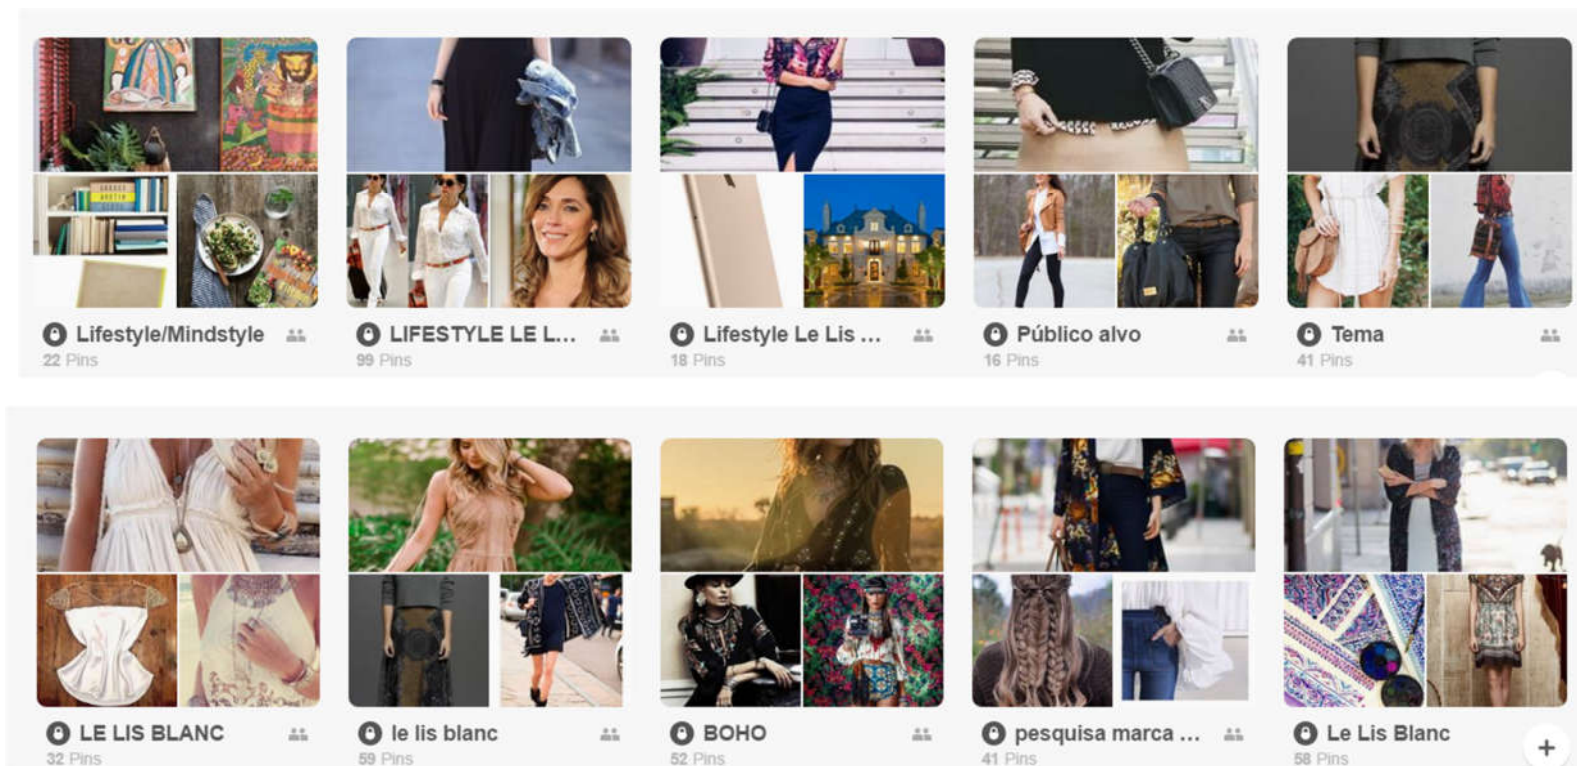 Lifestyle/Mindstyle
22 Pins
LIFESTYLE LE L...
99 Pins
Lifestyle Le Lis ...
18 Pins
Público alvo
16 Pins
Tema
41 Pins
LE LIS BLANC
32 Pins
le lis blanc
59 Pins
BOHO
52 Pins
pesquisa marca ...
41 Pins
Le Lis Blanc
58 Pins
+